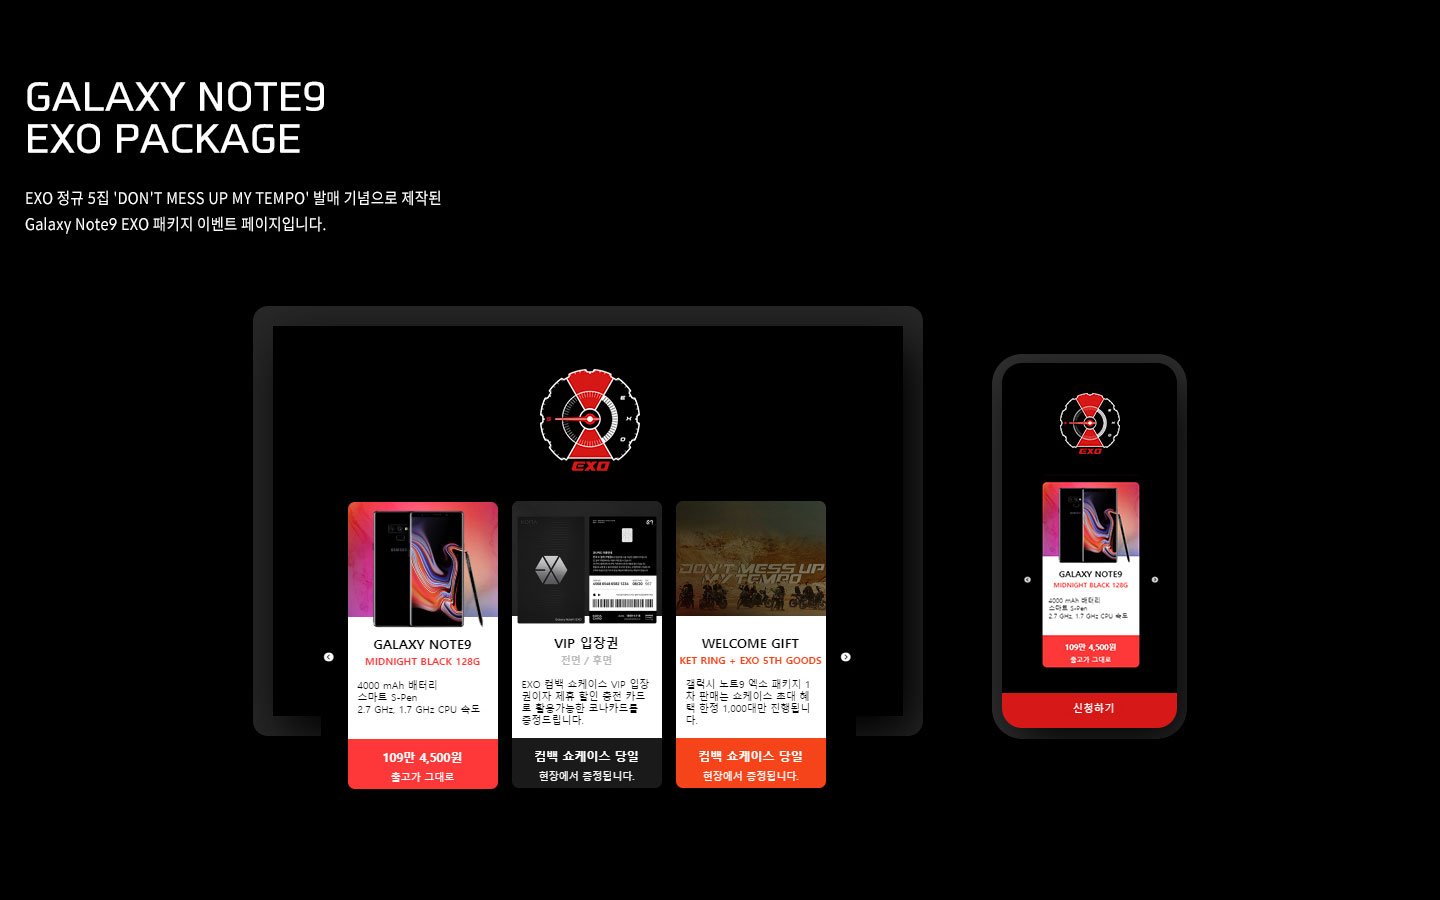 GALAXY NOTE9
EXO PACKAGE
EXO 정규 5집 'DON'T MESS UP MY TEMPO' 발매 기념으로 제작된
Galaxy Note9 EXO 패키지 이벤트 페이지입니다.
E
X
O
EXO
DON'T MESS UP
MY TEMPO
GALAXY NOTE9
MIDNIGHT BLACK 128G
4000 mAh 배터리
스마트 S-Pen
2.7 GHz, 1.7 GHz CPU 속도
109만 4,500원
출고가 그대로
VIP 입장권
전면 / 후면
EXO 컴백 쇼케이스 VIP 입장
권이자 제휴 할인 충전 카드
로 활용가능한 코나카드를
증정드립니다.
컴백 쇼케이스 당일
현장에서 증정됩니다.
WELCOME GIFT
KET RING + EXO 5TH GOODS
갤럭시 노트9 엑소 패키지 1
차 판매는 쇼케이스 초대 혜
택 한정 1,000대만 진행됩니
다.
컴백 쇼케이스 당일
현장에서 증정됩니다.
EXO
GALAXY NOTE9
MIDNIGHT BLACK 128G
4000 mAh 배터리
스마트 S-Pen
2.7 GHz, 1.7 GHz CPU 속도
109만 4,500원
출고가 그대로
신청하기